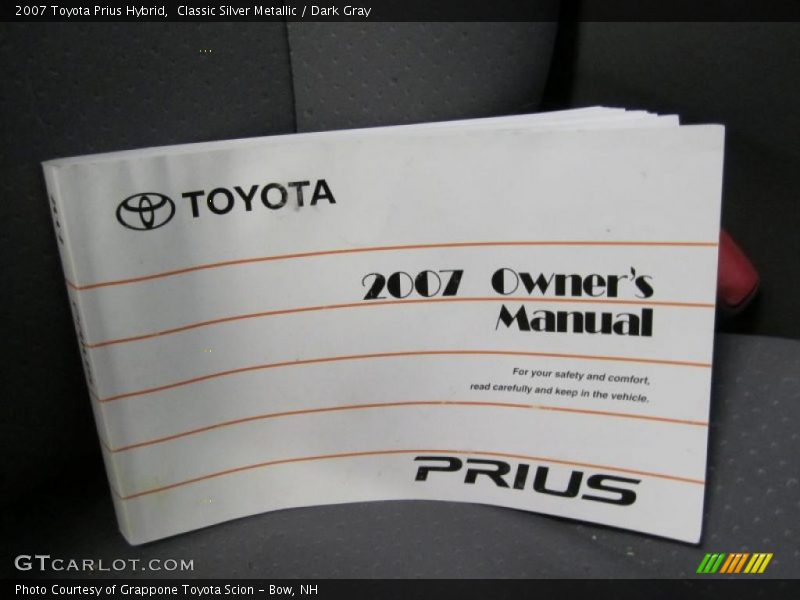 2007 Toyota Prius Hybrid,  Classic Silver Metallic / Dark Gray
TOYOTA
2007 Owner's
Manual
For your safety and comfort,
read carefully and keep in the vehicle.
PRIUS
GTCARLOT.COM
Photo Courtesy of Grappone Toyota Scion – Bow, NH